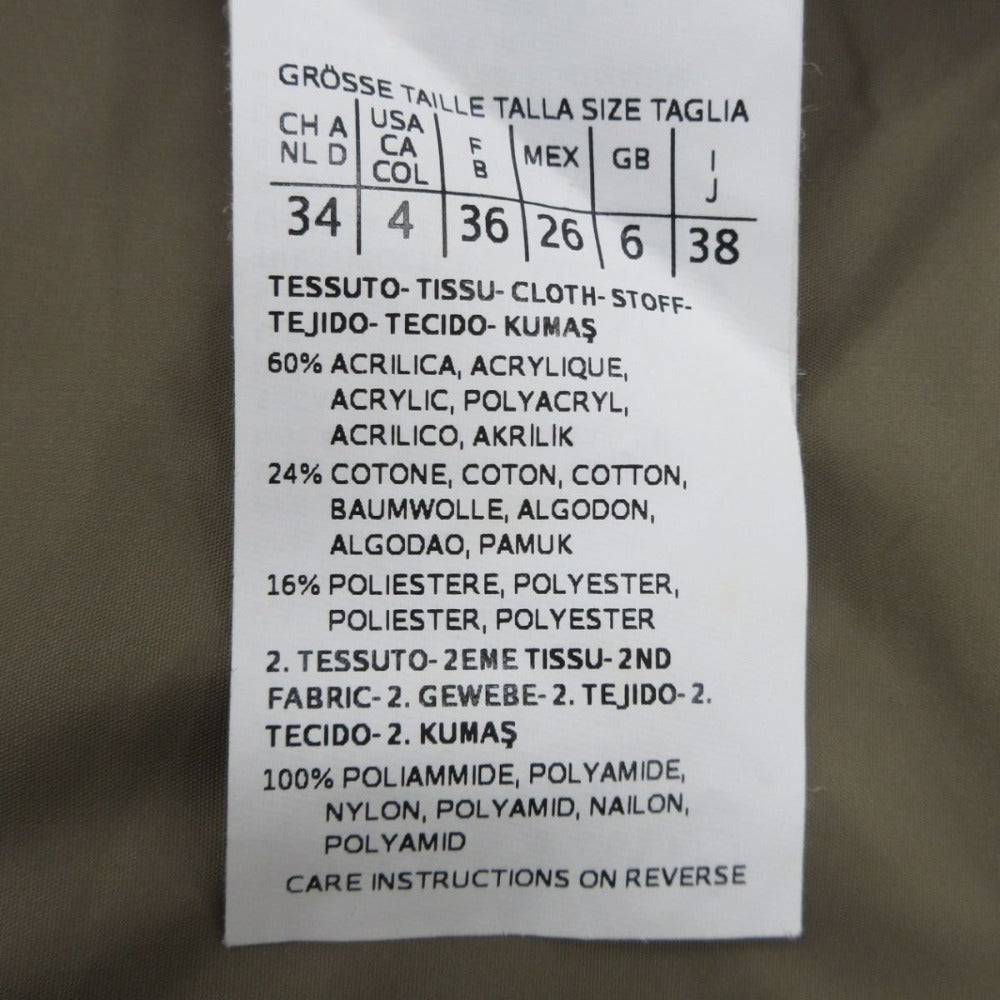 GRÖSSE TAILLE TALLA SIZE TAGLIA
CH A USA F MEX GB I
NL D CA B J
COL
34 4 36 26 6 38
TESSUTO- TISSU- CLOTH- STOFF-
TEJIDO- TECIDO- KUMAŞ
60% ACRILICA, ACRYLIQUE,
ACRYLIC, POLYACRYL,
ACRILICO, AKRİLİK
24% COTONE, COTON, COTTON,
BAUMWOLLE, ALGODON,
ALGODAO, PAMUK
16% POLIESTERE, POLYESTER,
POLIESTER, POLYESTER
2. TESSUTO- 2EME TISSU- 2ND
FABRIC- 2. GEWEBE- 2. TEJIDO- 2.
TECIDO- 2. KUMAŞ
100% POLIAMMIDE, POLYAMIDE,
NYLON, POLYAMID, NAILON,
POLYAMID
CARE INSTRUCTIONS ON REVERSE